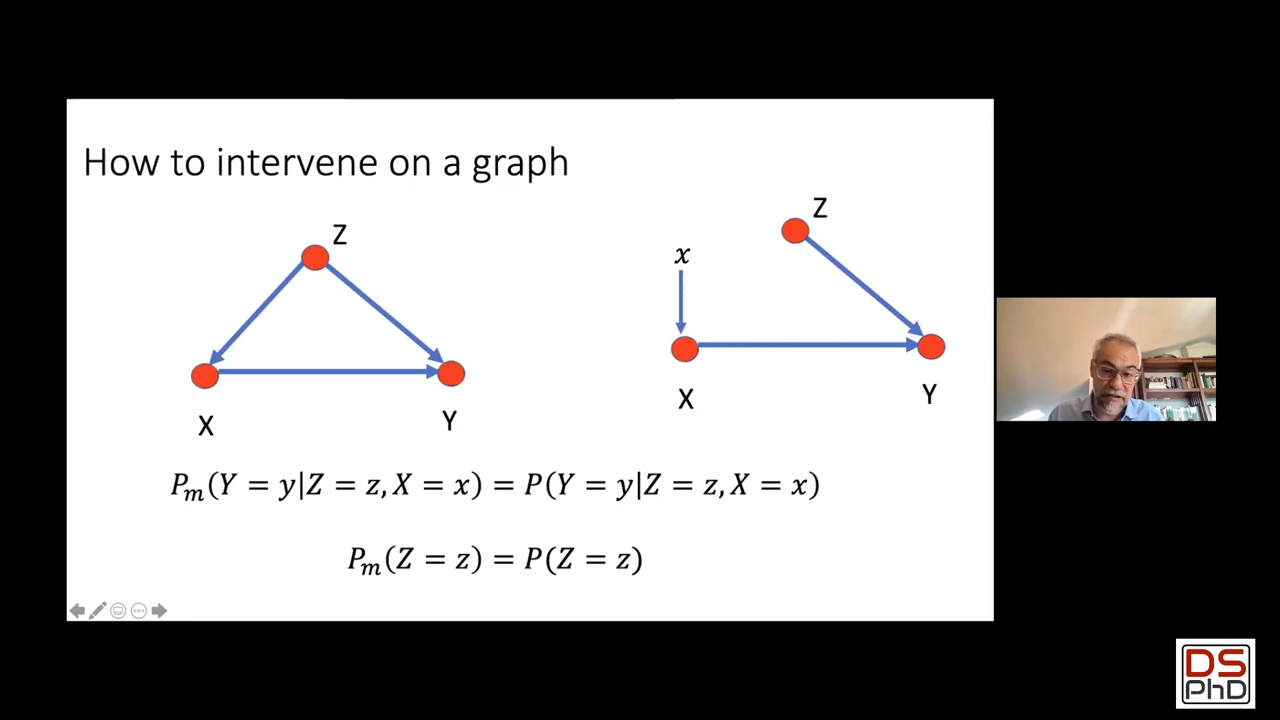 How to intervene on a graph
Z
X
Y
Z
x
X
Y
𝑃ₘ(𝑌 = 𝑦|𝑍 = 𝑧, 𝑋 = 𝑥) = 𝑃(𝑌 = 𝑦|𝑍 = 𝑧, 𝑋 = 𝑥)
𝑃ₘ(𝑍 = 𝑧) = 𝑃(𝑍 = 𝑧)
DS
PhD